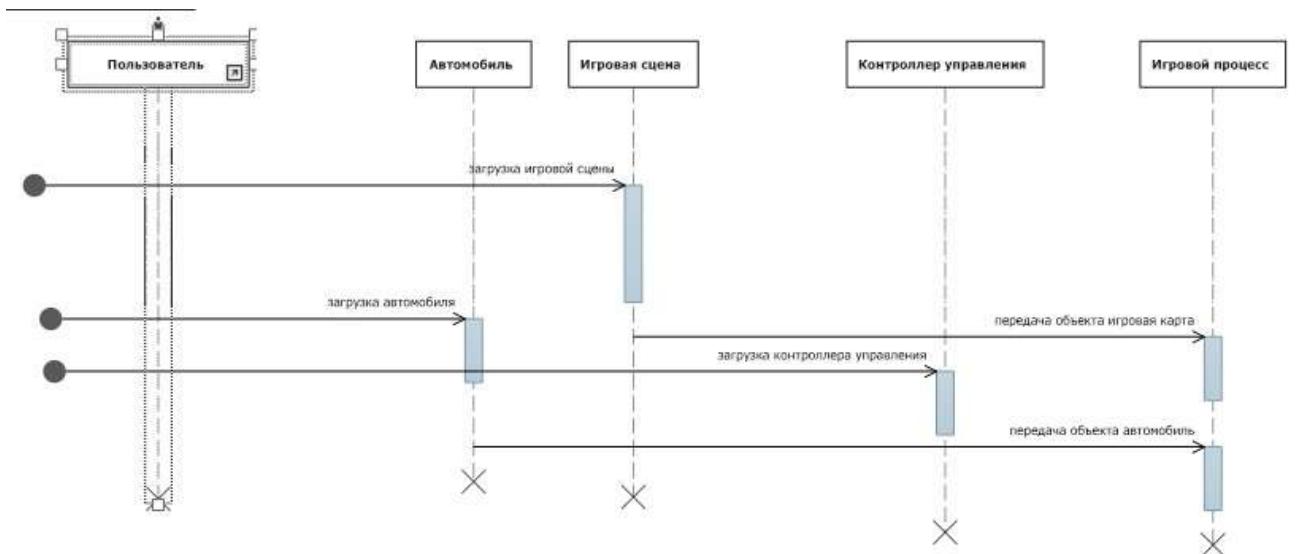 Пользователь
Автомобиль
Игровая сцена
Контроллер управления
Игровой процесс
загрузка игровой сцены
загрузка автомобиля
передача объекта игровая карта
загрузка контроллера управления
передача объекта автомобиль